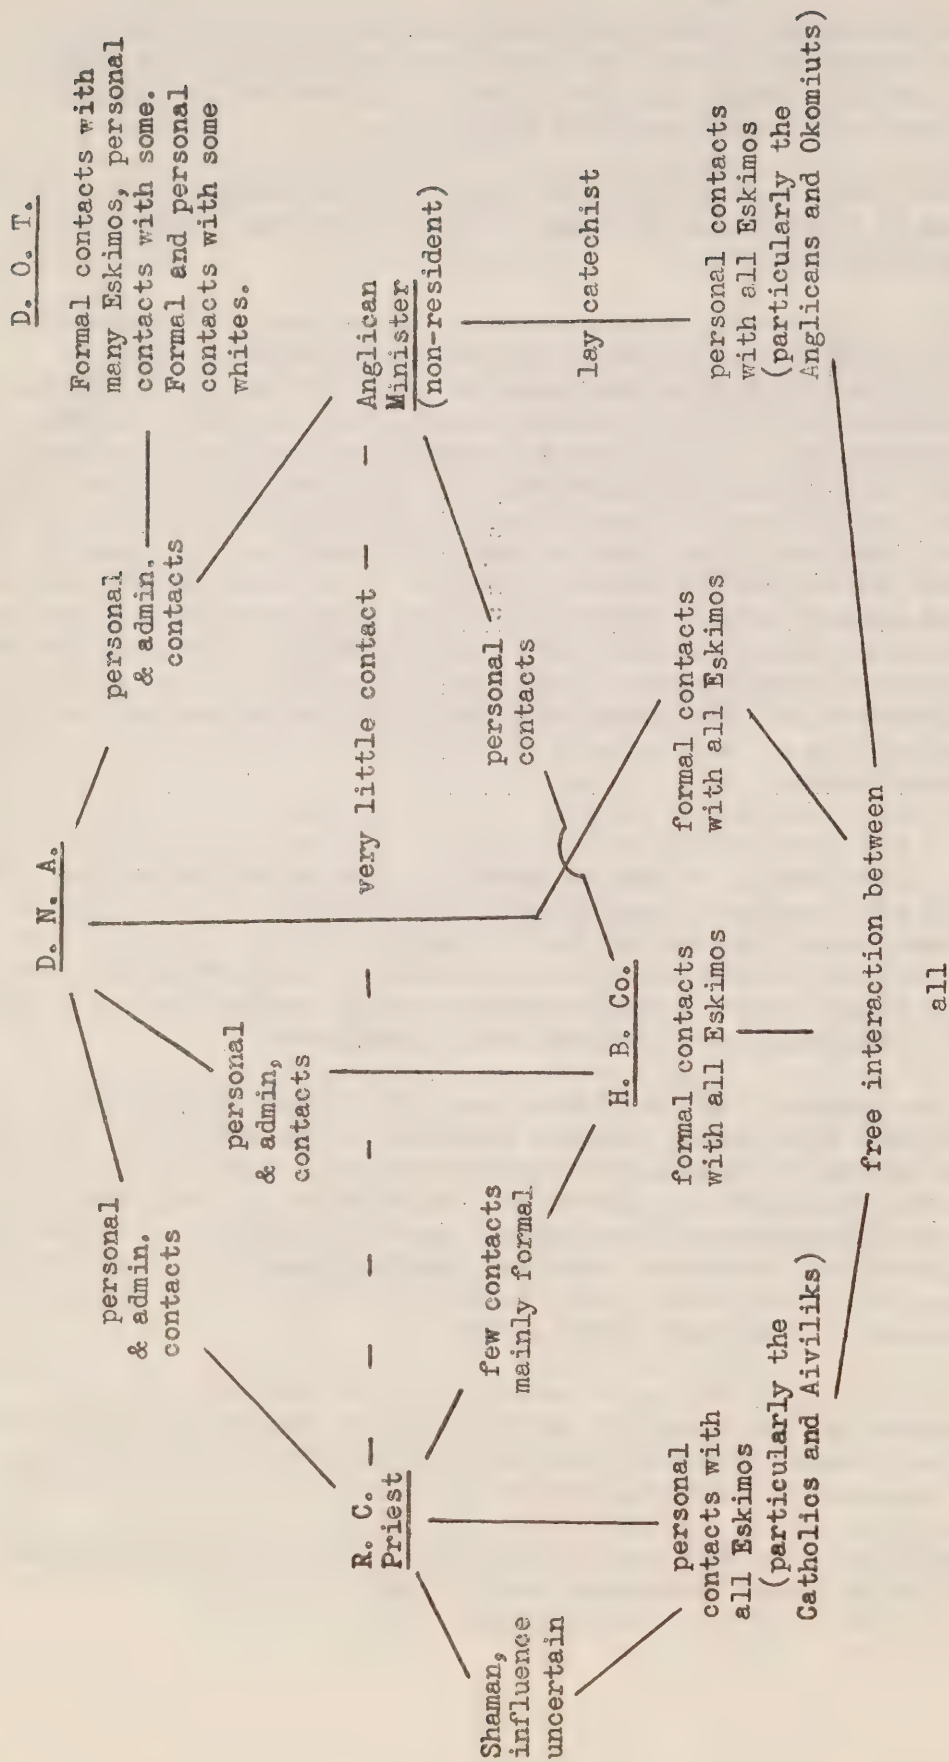 D. O. T.
Formal contacts with
many Eskimos, personal
contacts with some.
Formal and personal
contacts with some
whites.
D. N. A.
personal
& admin.
contacts
personal
& admin,
contacts
personal
& admin.
contacts
R. C.
Priest
very little contact
Anglican
Minister
(non-resident)
Shaman,
influence
uncertain
few contacts
mainly formal
personal
contacts
lay catechist
H. B. Co.
personal
contacts with
all Eskimos
(particularly the
Catholics and Aiviliks)
formal contacts
with all Eskimos
formal contacts
with all Eskimos
personal contacts
with all Eskimos
(particularly the
Anglicans and Okomiuts)
free interaction between
all